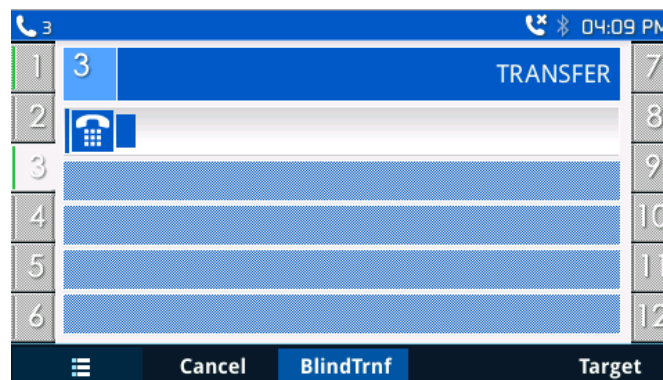 3 04:09 PM
1 3 TRANSFER 7
2 8
3 9
4 10
5 11
6 12
Cancel BlindTrnf Target